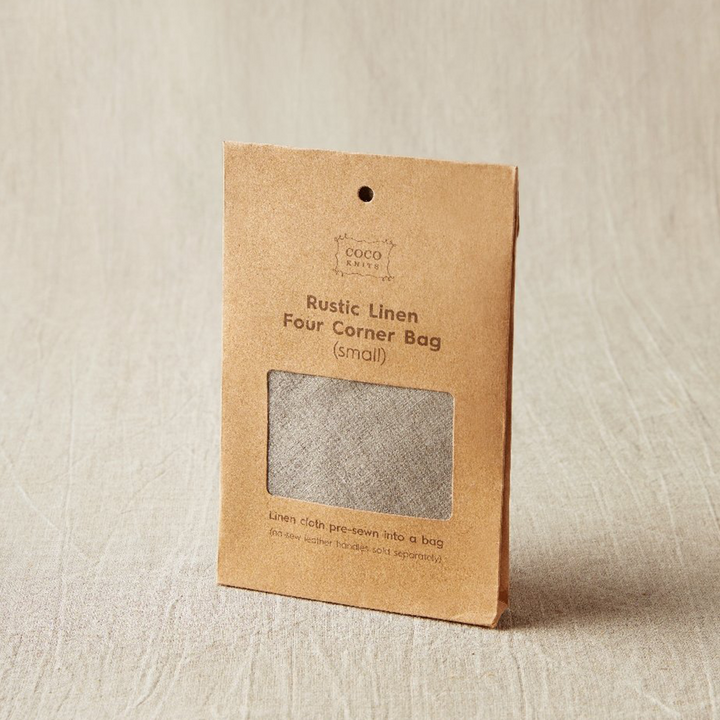 COCO
KNITS
Rustic Linen
Four Corner Bag
(small)
Linen cloth pre-sewn into a bag
(no-sew leather handles sold separately)